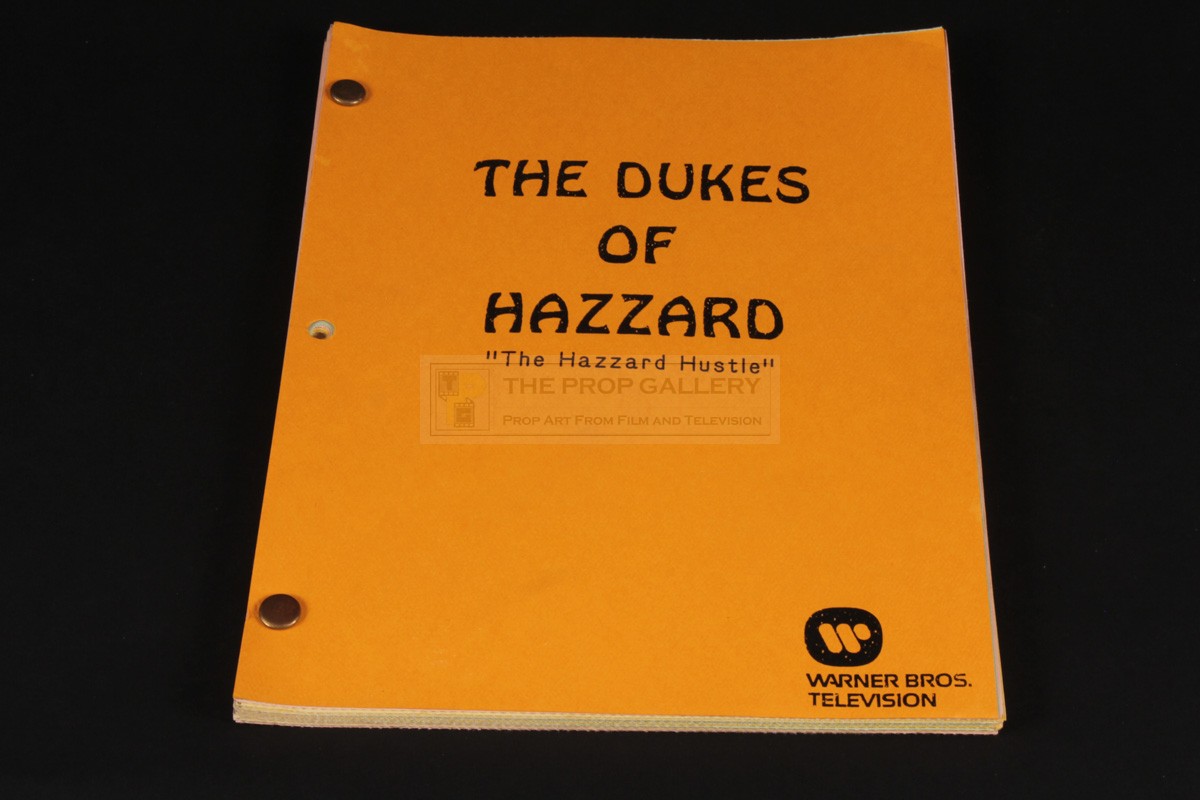 THE DUKES
OF
HAZZARD
"The Hazzard Hustle"
THE PROP GALLERY
PROP ART FROM FILM AND TELEVISION
WARNER BROS.
TELEVISION